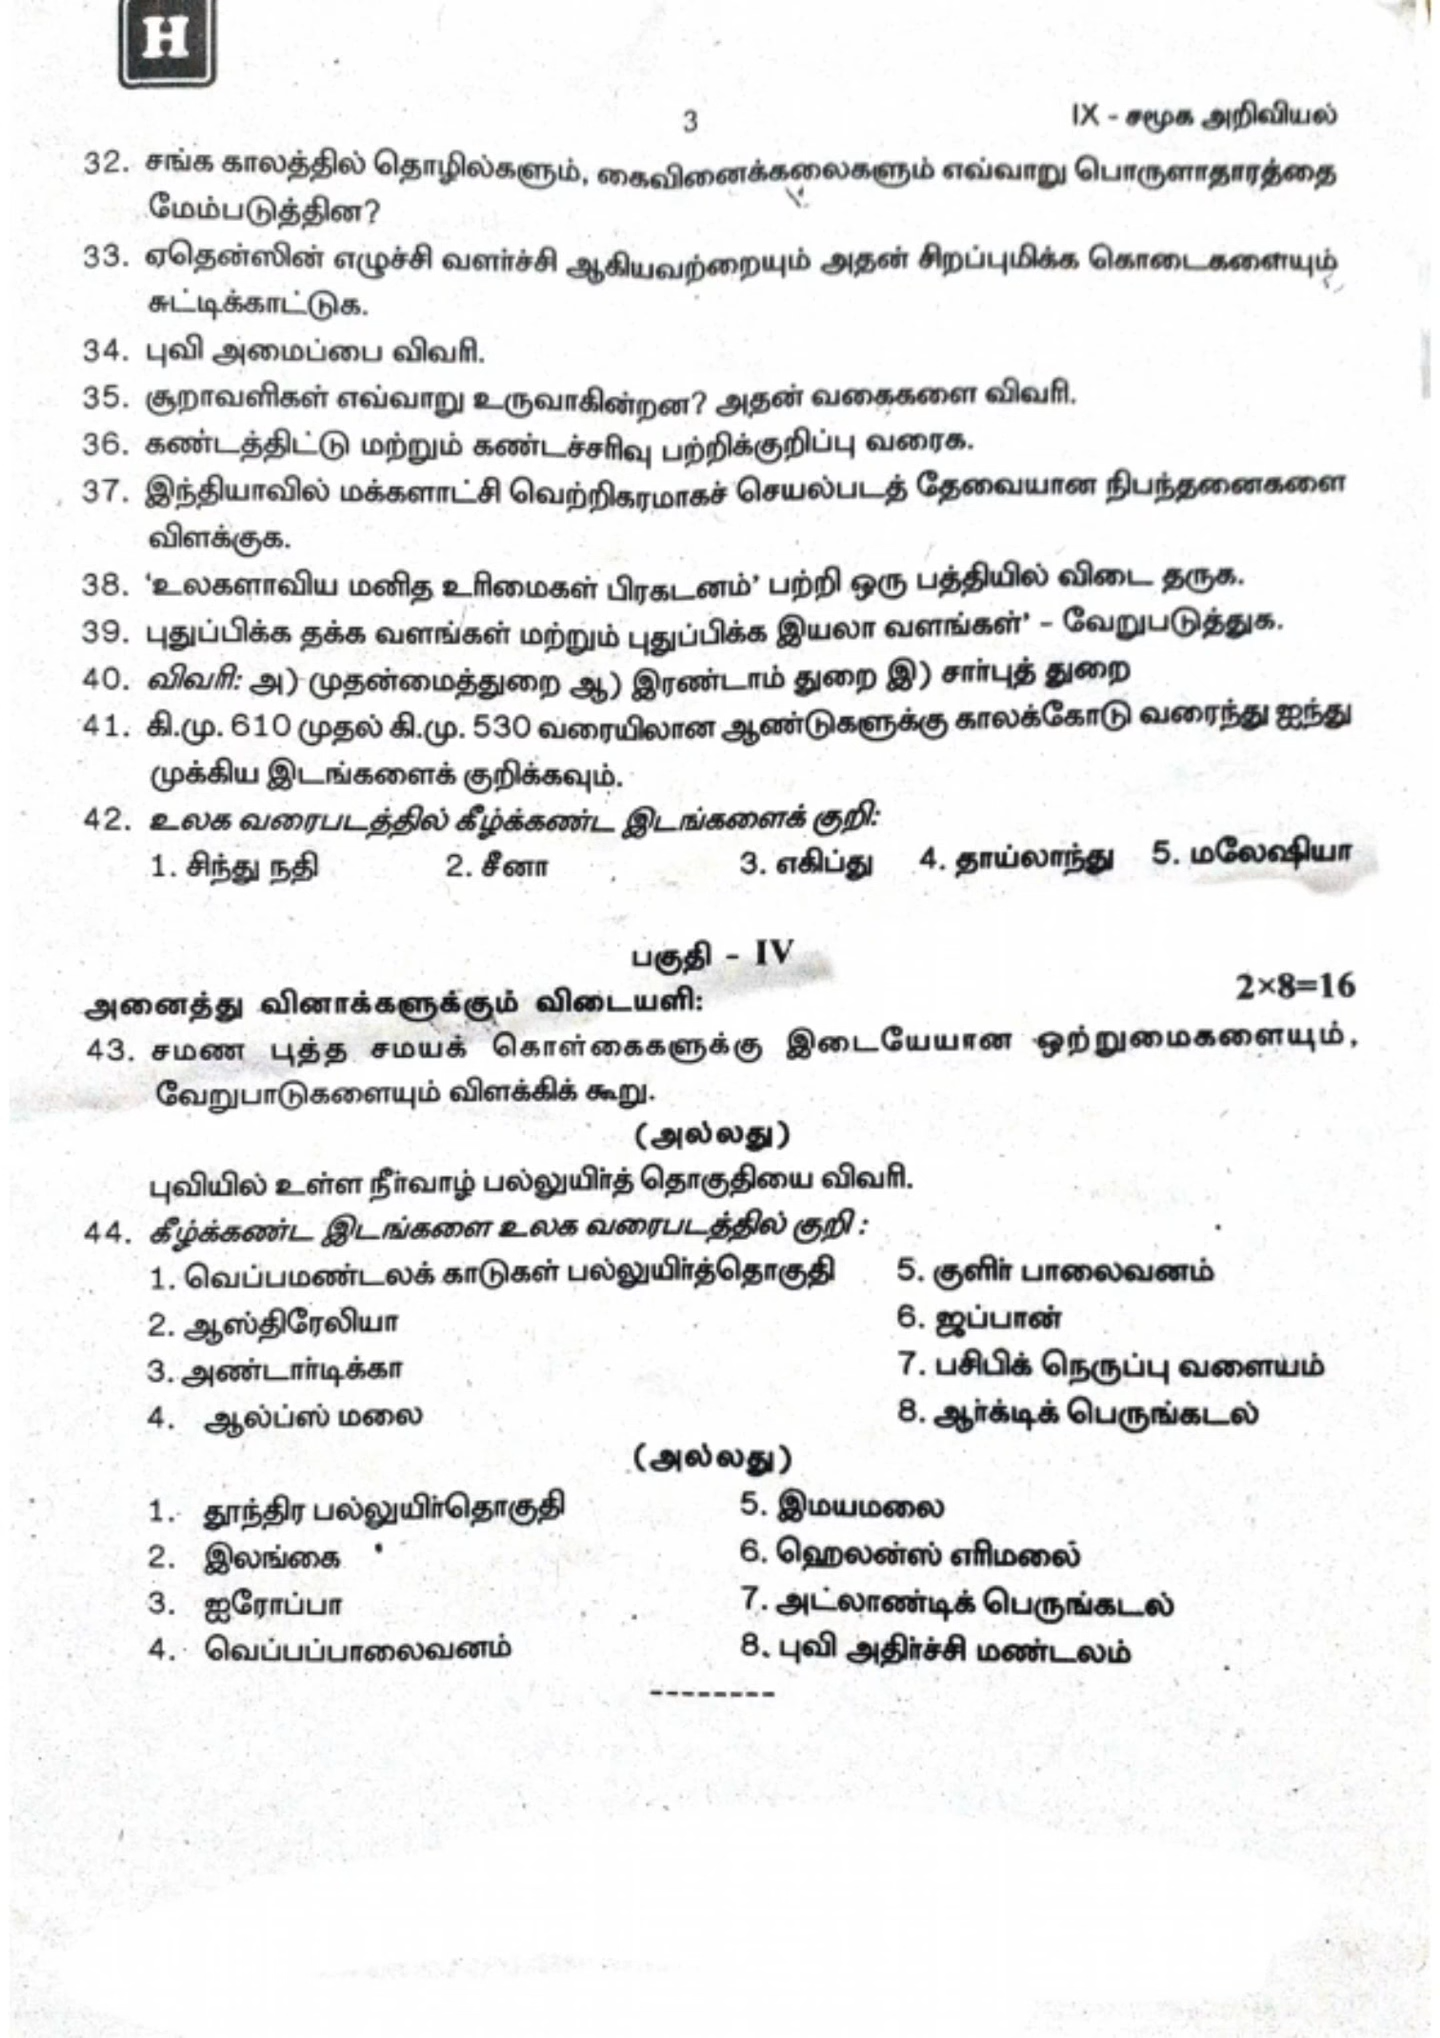 H
3
IX - சமூக அறிவியல்
32. சங்க காலத்தில் தொழில்களும், கைவினைக்கலைகளும் எவ்வாறு பொருளாதாரத்தை
மேம்படுத்தின?
33. ஏதென்ஸின் எழுச்சி வளர்ச்சி ஆகியவற்றையும் அதன் சிறப்புமிக்க கொடைகளையும்
சுட்டிக்காட்டுக.
34. புவி அமைப்பை விவரி.
35. சூறாவளிகள் எவ்வாறு உருவாகின்றன? அதன் வகைகளை விவரி.
36. கண்டத்திட்டு மற்றும் கண்டச்சரிவு பற்றிக்குறிப்பு வரைக.
37. இந்தியாவில் மக்களாட்சி வெற்றிகரமாகச் செயல்படத் தேவையான நிபந்தனைகளை
விளக்குக.
38. 'உலகளாவிய மனித உரிமைகள் பிரகடனம்' பற்றி ஒரு பத்தியில் விடை தருக.
39. புதுப்பிக்க தக்க வளங்கள் மற்றும் புதுப்பிக்க இயலா வளங்கள்' – வேறுபடுத்துக.
40. விவரி: அ) முதன்மைத்துறை ஆ) இரண்டாம் துறை இ) சார்புத் துறை
41. கி.மு. 610 முதல் கி.மு. 530 வரையிலான ஆண்டுகளுக்கு காலக்கோடு வரைந்து ஐந்து
முக்கிய இடங்களைக் குறிக்கவும்.
42. உலக வரைபடத்தில் கீழ்க்கண்ட இடங்களைக் குறி:
1. சிந்து நதி 2. சீனா 3. எகிப்து 4. தாய்லாந்து 5. மலேஷியா
பகுதி - IV
அனைத்து வினாக்களுக்கும் விடையளி: 2×8=16
43. சமண புத்த சமயக் கொள்கைகளுக்கு இடையேயான ஒற்றுமைகளையும்,
வேறுபாடுகளையும் விளக்கிக் கூறு.
(அல்லது)
புவியில் உள்ள நீர்வாழ் பல்லுயிர்த் தொகுதியை விவரி.
44. கீழ்க்கண்ட இடங்களை உலக வரைபடத்தில் குறி :
1. வெப்பமண்டலக் காடுகள் பல்லுயிர்த்தொகுதி 5. குளிர் பாலைவனம்
2. ஆஸ்திரேலியா 6. ஜப்பான்
3. அண்டார்டிக்கா 7. பசிபிக் நெருப்பு வளையம்
4. ஆல்ப்ஸ் மலை 8. ஆர்க்டிக் பெருங்கடல்
(அல்லது)
1. தூந்திர பல்லுயிர்தொகுதி 5. இமயமலை
2. இலங்கை 6. ஹெலன்ஸ் எரிமலை
3. ஐரோப்பா 7. அட்லாண்டிக் பெருங்கடல்
4. வெப்பப்பாலைவனம் 8. புவி அதிர்ச்சி மண்டலம்
--------